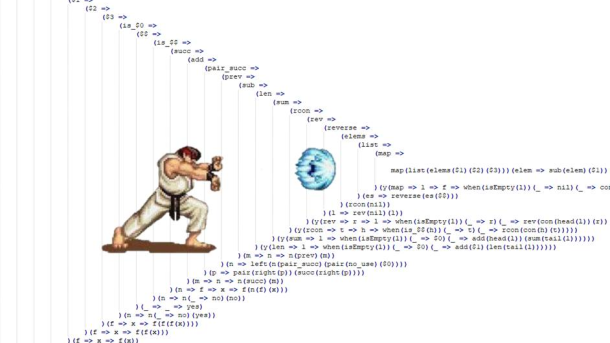 ($2 =>
($3 =>
(is_$0 =>
($$ =>
(is_$$ =>
(succ =>
(add =>
(pair_succ =>
(prev =>
(sub =>
(len =>
(sum =>
(rcon =>
(rev =>
(reverse =>
(elems =>
(list =>
(map =>
map(list(elems($1)($2)($3)))(elem => sub(elem)($1))
)(y(map => l => f => when(isEmpty(l))(_ => nil)(_ => con
)(es => reverse(es($$)))
)(rcon(nil))
)(l => rev(nil)(l))
)(y(rev => r => l => when(isEmpty(l))(_ => r)(_ => rev(con(head(l))(r))
)(y(rcon => t => h => when(is_$$(h))(_ => t)(_ => rcon(con(h)(t)))))
)(y(sum => l => when(isEmpty(l))(_ => $0)(_ => add(head(l))(sum(tail(l))))))
)(y(len => l => when(isEmpty(l))(_ => $0)(_ => add($1)(len(tail(l))))))
)(m => n => n(prev)(m))
)(n => left(n(pair_succ)(pair(no_use)($0))))
)(p => pair(right(p))(succ(right(p))))
)(m => n => n(succ)(m))
)(n => f => x => f(n(f)(x)))
)(n => n(_ => no)(no))
)(_ => _ => yes)
)(n => n(_ => no)(yes))
)(f => x => f(f(f(x))))
)(f => x => f(f(x)))
)(f => x => f(x))